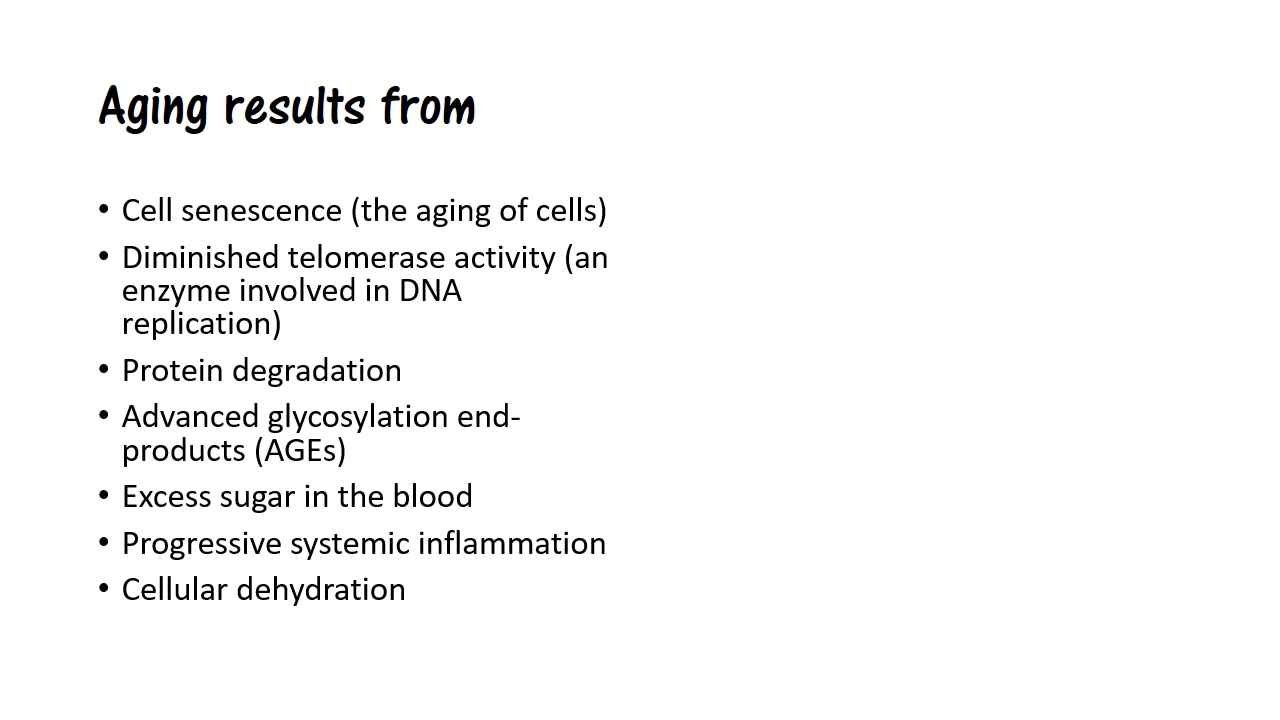 Aging results from
• Cell senescence (the aging of cells)
• Diminished telomerase activity (an
enzyme involved in DNA
replication)
• Protein degradation
• Advanced glycosylation end-
products (AGEs)
• Excess sugar in the blood
• Progressive systemic inflammation
• Cellular dehydration